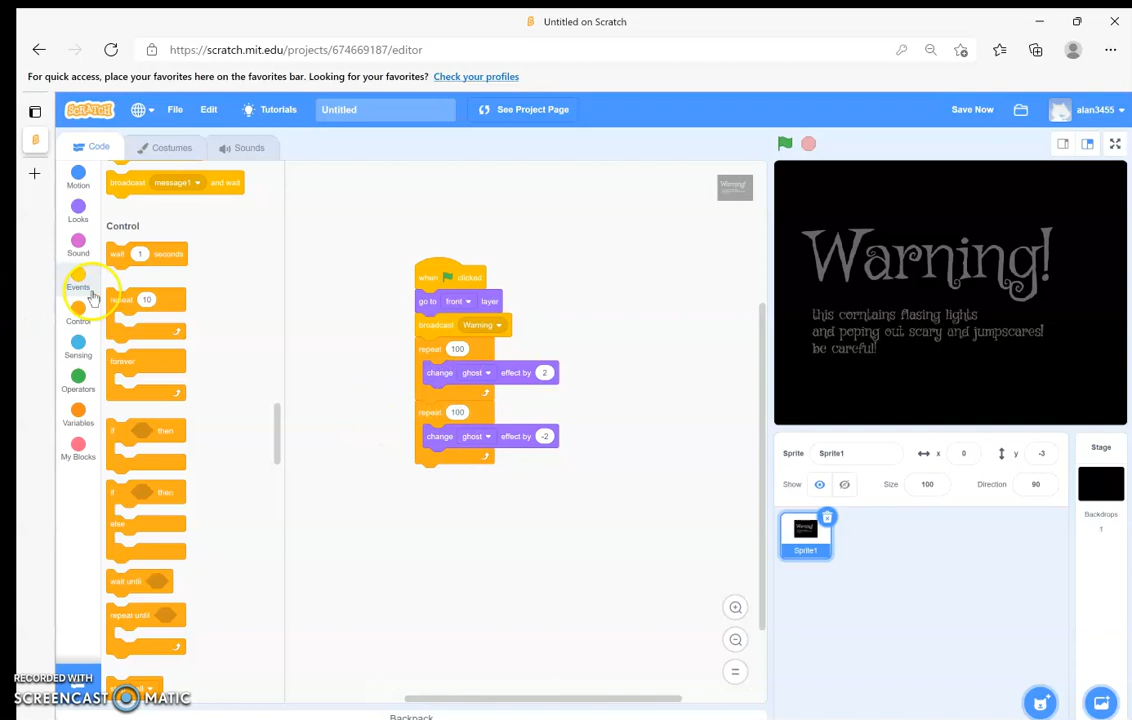 Untitled on Scratch
https://scratch.mit.edu/projects/674669187/editor
For quick access, place your favorites here on the favorites bar. Looking for your favorites? Check your profiles
SCRATCH File Edit Tutorials Untitled See Project Page Save Now alan3455
Code Costumes Sounds
Motion
Looks
Sound
Events
Control
Sensing
Operators
Variables
My Blocks
broadcast message1 and wait
Control
wait 1 seconds
repeat 10
forever
if then
if then
else
wait until
repeat until
when clicked
go to front layer
broadcast Warning
repeat 100
change ghost effect by 2
repeat 100
change ghost effect by -2
Warning!
this corntains flasing lights
and poping out scary and jumpscares!
be careful!
Sprite Sprite1 x 0 y -3
Show Size 100 Direction 90
Sprite1
Stage
Backdrops
1
Backpack
RECORDED WITH
SCREENCAST MATIC